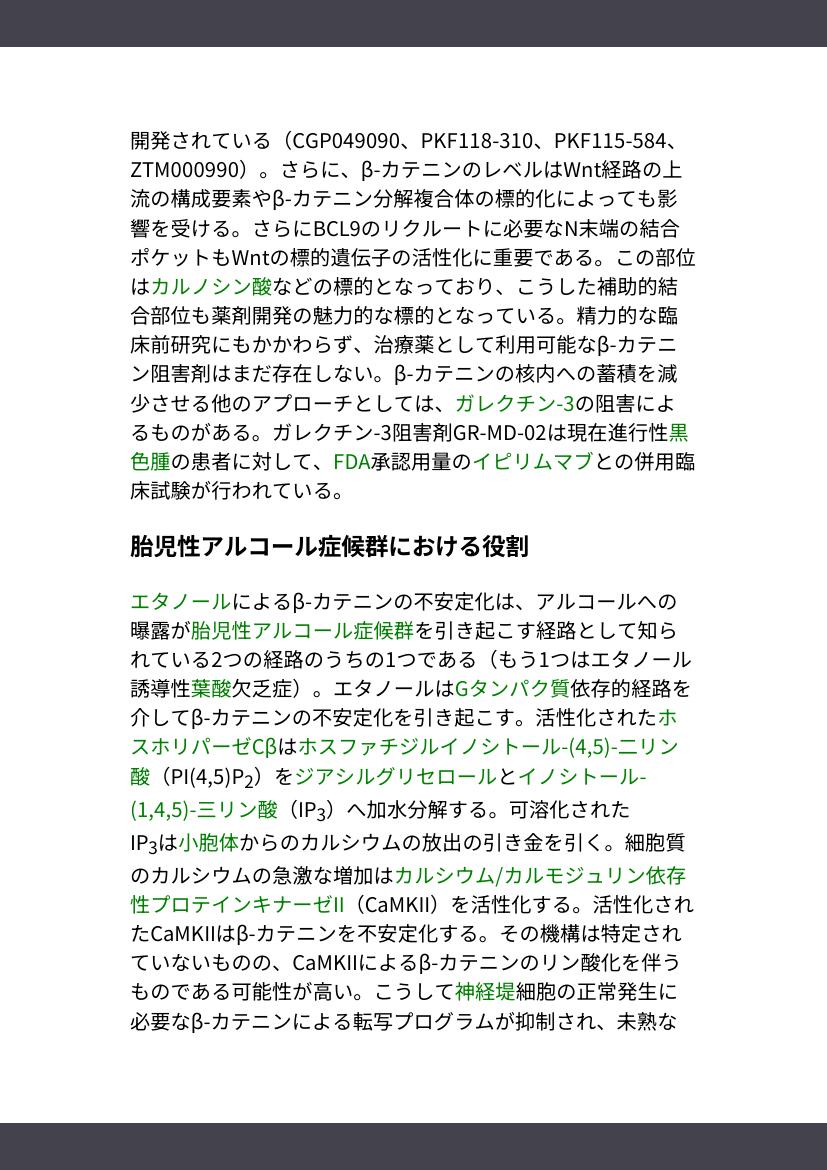 開発されている（CGP049090、PKF118-310、PKF115-584、
ZTM000990）。さらに、β-カテニンのレベルはWnt経路の上
流の構成要素やβ-カテニン分解複合体の標的化によっても影
響を受ける。さらにBCL9のリクルートに必要なN末端の結合
ポケットもWntの標的遺伝子の活性化に重要である。この部位
はカルノシン酸などの標的となっており、こうした補助的結
合部位も薬剤開発の魅力的な標的となっている。精力的な臨
床前研究にもかかわらず、治療薬として利用可能なβ-カテニ
ン阻害剤はまだ存在しない。β-カテニンの核内への蓄積を減
少させる他のアプローチとしては、ガレクチン-3の阻害によ
るものがある。ガレクチン-3阻害剤GR-MD-02は現在進行性黒
色腫の患者に対して、FDA承認用量のイピリムマブとの併用臨
床試験が行われている。
胎児性アルコール症候群における役割
エタノールによるβ-カテニンの不安定化は、アルコールへの
曝露が胎児性アルコール症候群を引き起こす経路として知ら
れている2つの経路のうちの1つである（もう1つはエタノール
誘導性葉酸欠乏症）。エタノールはGタンパク質依存的経路を
介してβ-カテニンの不安定化を引き起こす。活性化されたホ
スホリパーゼCβはホスファチジルイノシトール-(4,5)-二リン
酸（PI(4,5)P2）をジアシルグリセロールとイノシトール-
(1,4,5)-三リン酸（IP3）へ加水分解する。可溶化された
IP3は小胞体からのカルシウムの放出の引き金を引く。細胞質
のカルシウムの急激な増加はカルシウム/カルモジュリン依存
性プロテインキナーゼII（CaMKII）を活性化する。活性化され
たCaMKIIはβ-カテニンを不安定化する。その機構は特定され
ていないものの、CaMKIIによるβ-カテニンのリン酸化を伴う
ものである可能性が高い。こうして神経堤細胞の正常発生に
必要なβ-カテニンによる転写プログラムが抑制され、未熟な